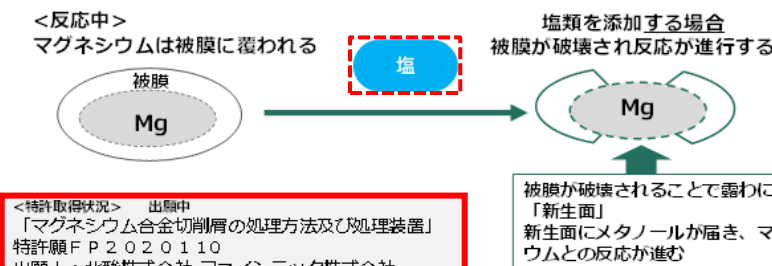 <反応中>
マグネシウムは被膜に覆われる
被膜
Mg
塩
塩類を添加する場合
被膜が破壊され反応が進行する
Mg
<特許取得状況> 出願中
「マグネシウム合金切削屑の処理方法及び処理装置」
特許願ＦＰ２０２０１１０
被膜が破壊されることで露わに
「新生面」
新生面にメタノールが届き、マ
ウムとの反応が進む